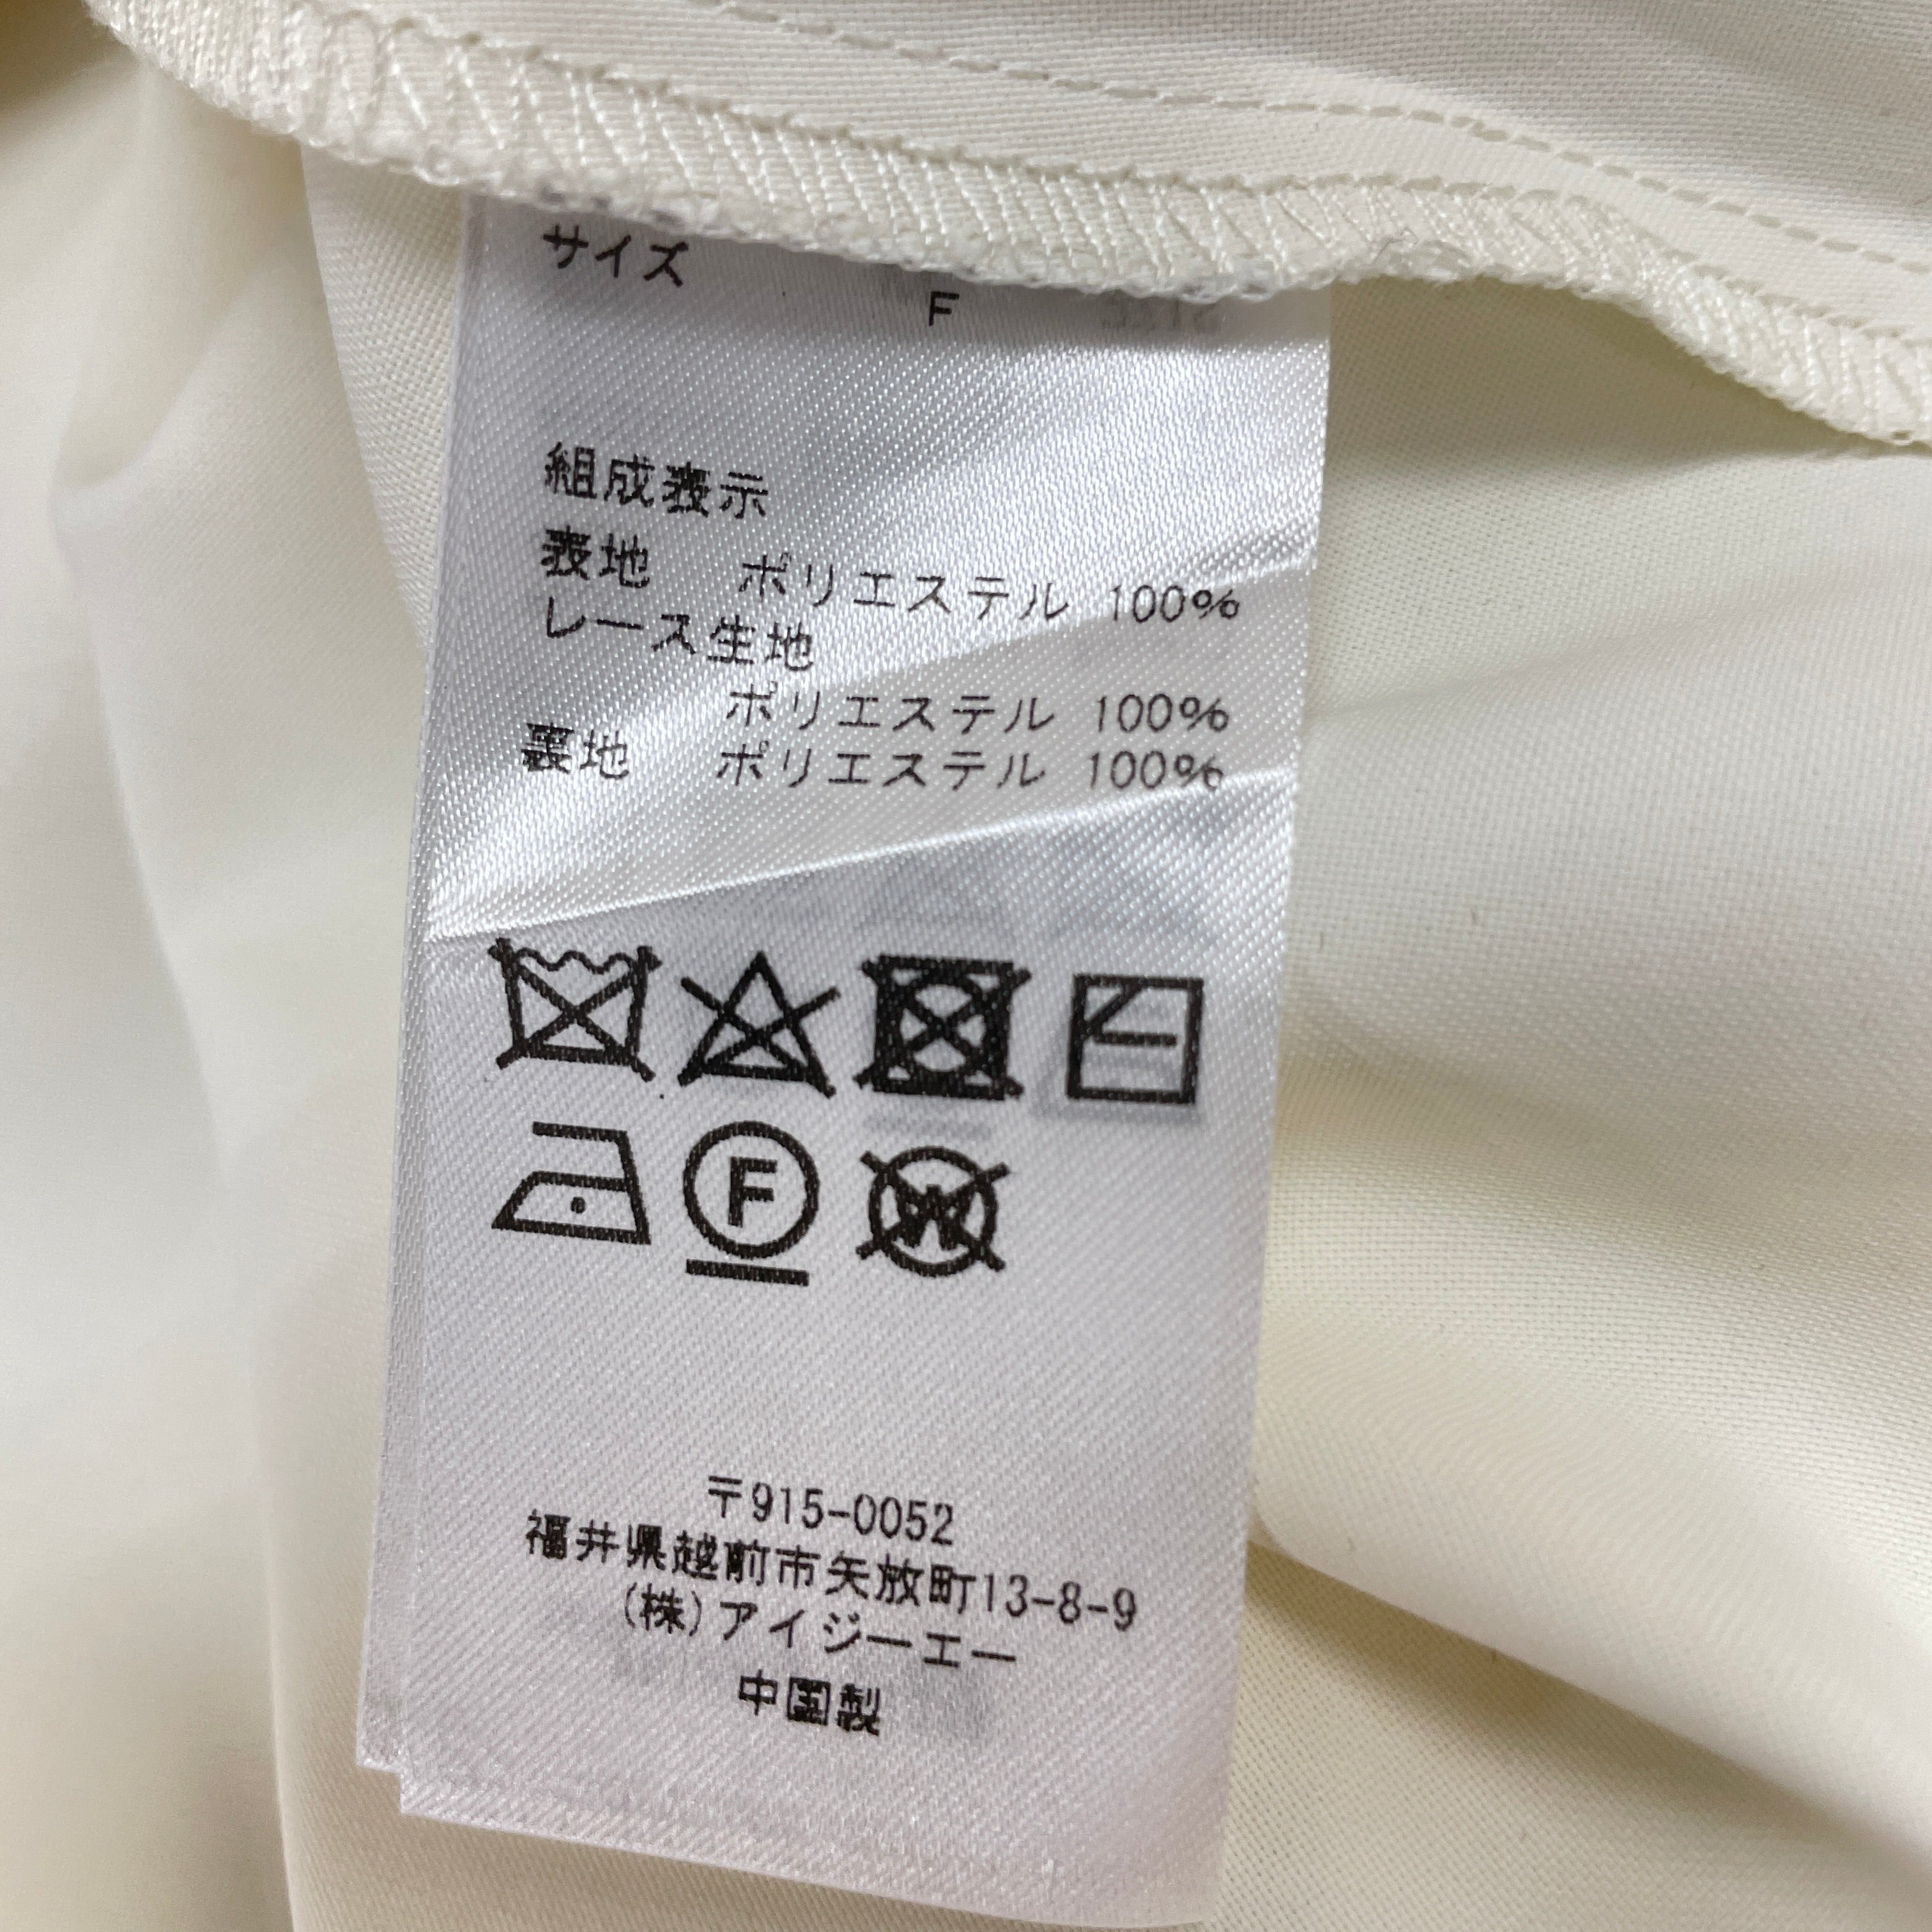 サイズ
F
組成表示
表地 ポリエステル 100%
レース生地
ポリエステル 100%
裏地 ポリエステル 100%
F W
〒915-0052
福井県越前市矢放町13-8-9
(株)アイジーエー
中国製